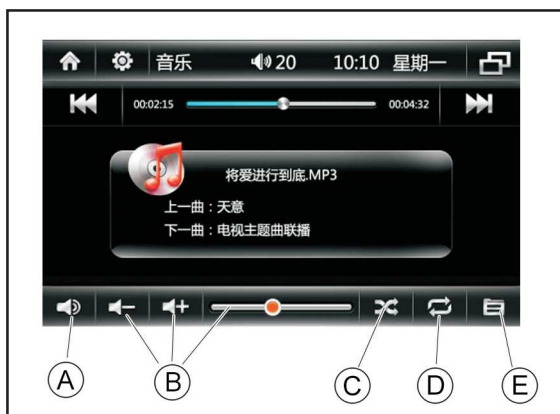 音乐 20 10:10 星期一
00:02:15 00:04:32
将爱进行到底.MP3
上一曲：天意
下一曲：电视主题曲联播
A B C D E